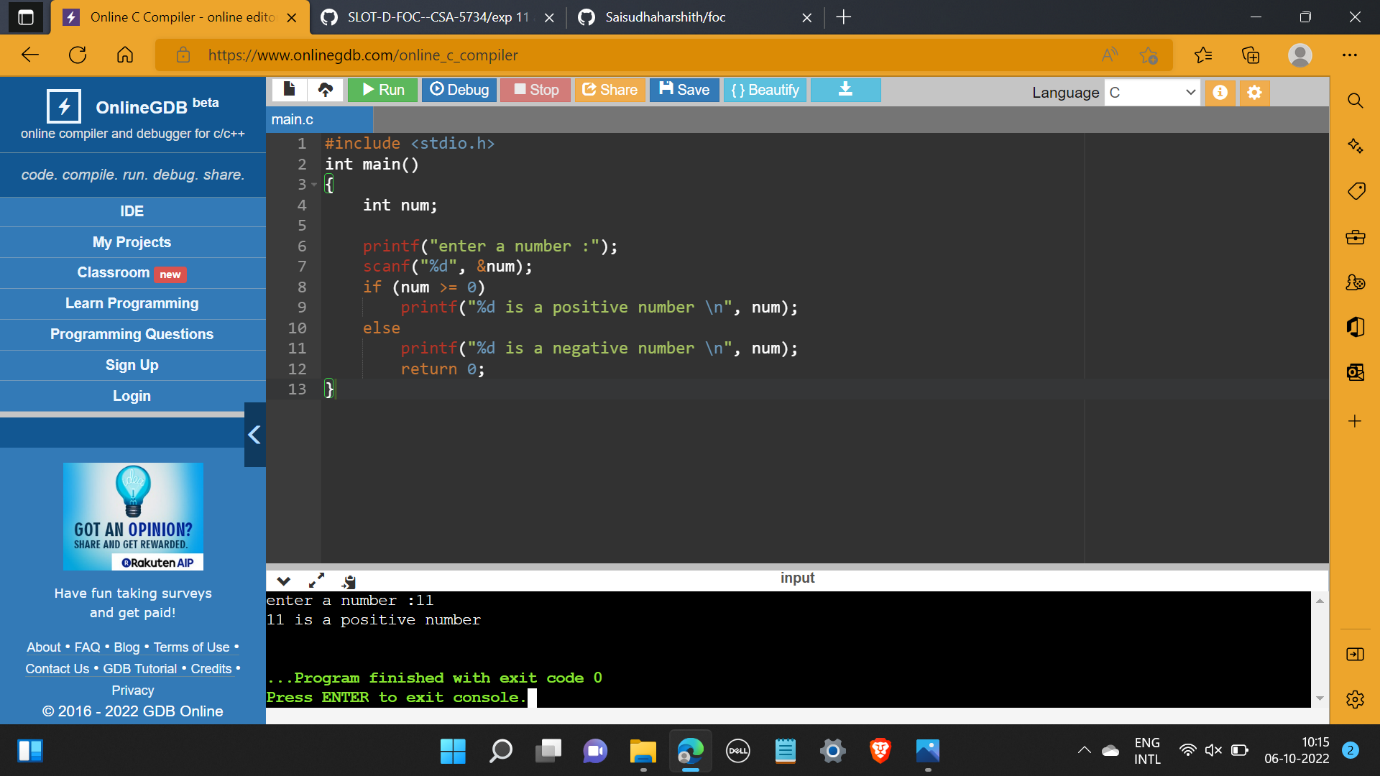 Online C Compiler - online edito
SLOT-D-FOC--CSA-5734/exp 11
Saisudhaharshith/foc
https://www.onlinegdb.com/online_c_compiler
OnlineGDB beta
online compiler and debugger for c/c++
code. compile. run. debug. share.
IDE
My Projects
Classroom new
Learn Programming
Programming Questions
Sign Up
Login
GOT AN OPINION?
SHARE AND GET REWARDED.
Rakuten AIP
Have fun taking surveys
and get paid!
About • FAQ • Blog • Terms of Use •
Contact Us • GDB Tutorial • Credits •
Privacy
© 2016 - 2022 GDB Online
Run Debug Stop Share Save { } Beautify
Language C
main.c
1 #include <stdio.h>
2 int main()
3 {
4 int num;
5
6 printf("enter a number :");
7 scanf("%d", &num);
8 if (num >= 0)
9 printf("%d is a positive number \n", num);
10 else
11 printf("%d is a negative number \n", num);
12 return 0;
13 }
input
enter a number :11
11 is a positive number
...Program finished with exit code 0
Press ENTER to exit console.
DELL
ENG
INTL
10:15
06-10-2022
2